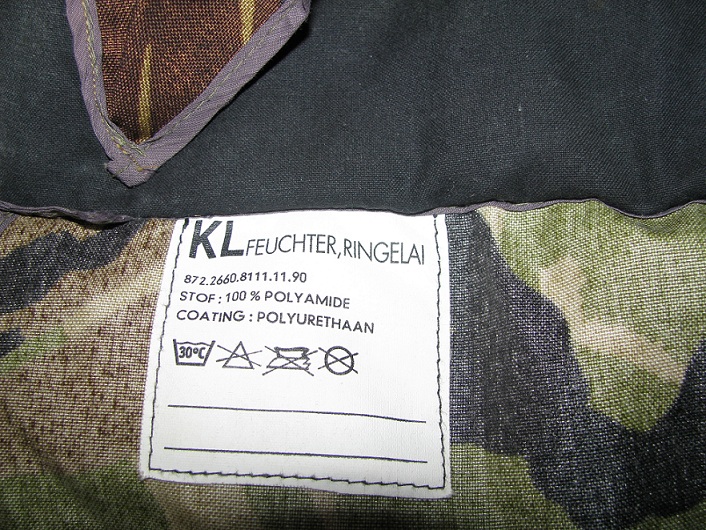 KL FEUCHTER, RINGELAI
872.2660.8111.11.90
STOF : 100 % POLYAMIDE
COATING : POLYURETHAAN
30°C